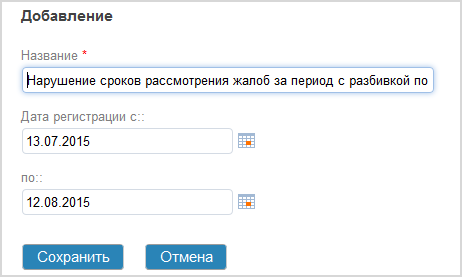 Добавление
Название *
Нарушение сроков рассмотрения жалоб за период с разбивкой по
Дата регистрации с::
13.07.2015
по::
12.08.2015
Сохранить Отмена